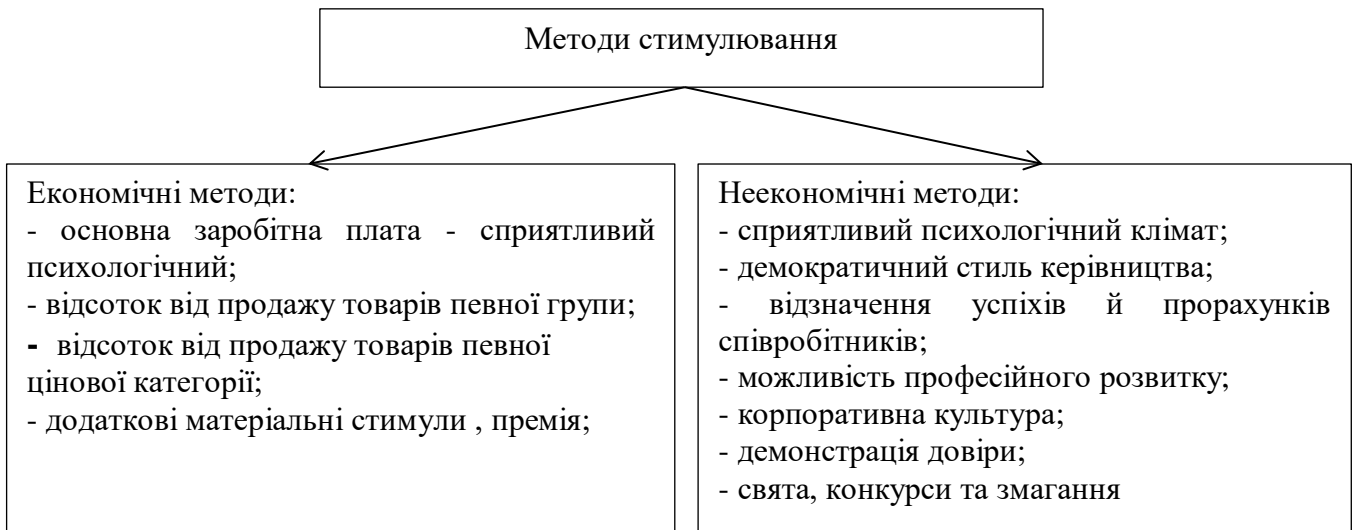 Методи стимулювання
Економічні методи:
- основна заробітна плата - сприятливий
психологічний;
- відсоток від продажу товарів певної групи;
- відсоток від продажу товарів певної
цінової категорії;
- додаткові матеріальні стимули , премія;
Неекономічні методи:
- сприятливий психологічний клімат;
- демократичний стиль керівництва;
- відзначення успіхів й прорахунків
співробітників;
- можливість професійного розвитку;
- корпоративна культура;
- демонстрація довіри;
- свята, конкурси та змагання